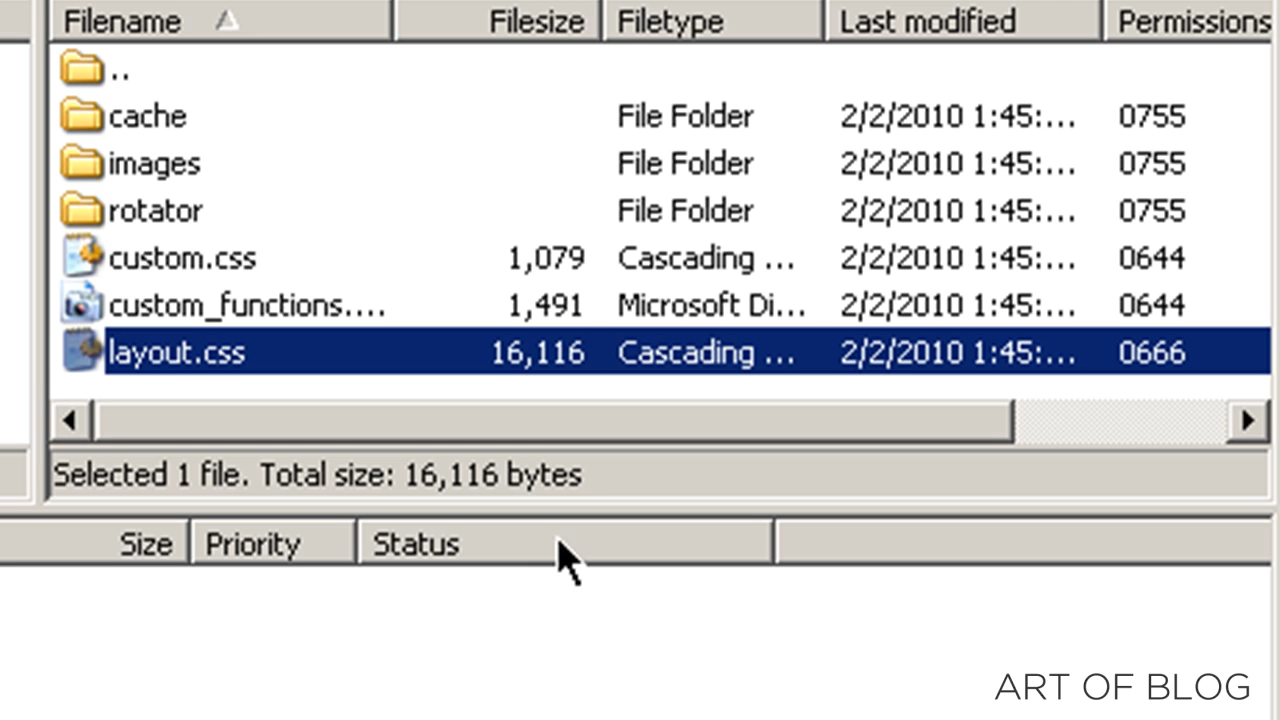 Filename Filesize Filetype Last modified Permissions
..
cache File Folder 2/2/2010 1:45:... 0755
images File Folder 2/2/2010 1:45:... 0755
rotator File Folder 2/2/2010 1:45:... 0755
custom.css 1,079 Cascading ... 2/2/2010 1:45:... 0644
custom_functions.... 1,491 Microsoft Di... 2/2/2010 1:45:... 0644
layout.css 16,116 Cascading ... 2/2/2010 1:45:... 0666
Selected 1 file. Total size: 16,116 bytes
Size Priority Status
ART OF BLOG